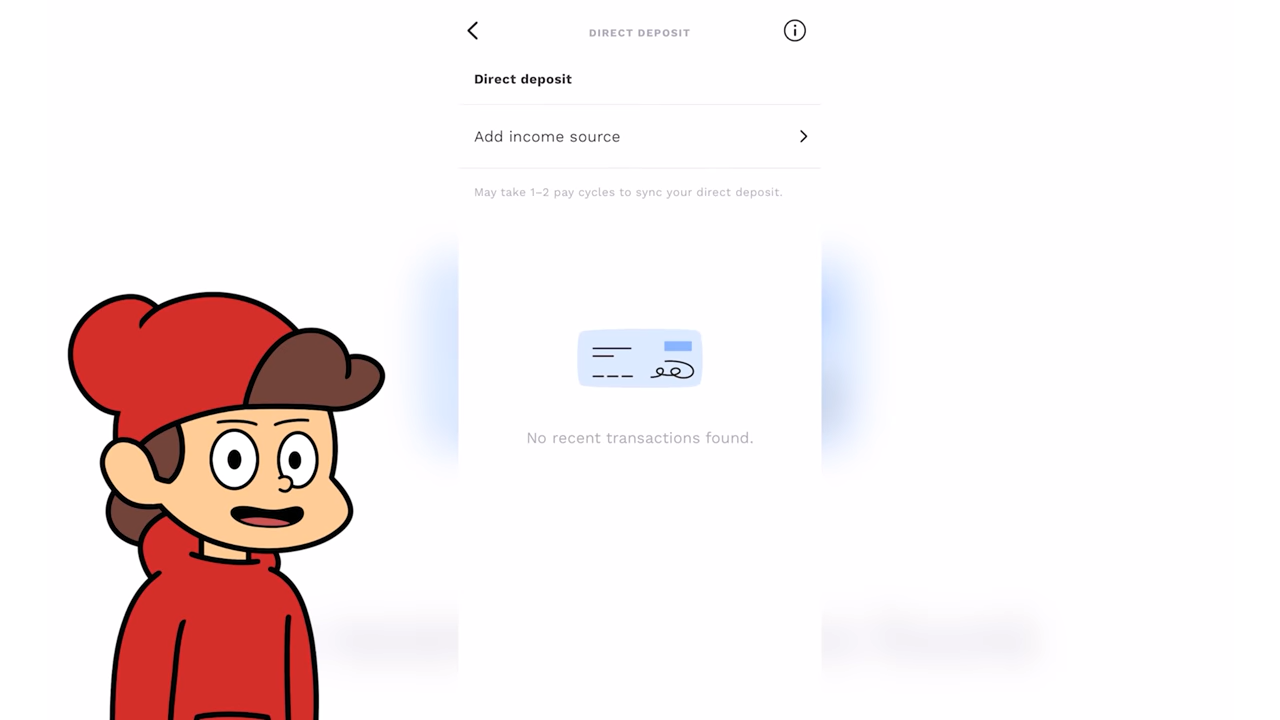 DIRECT DEPOSIT
Direct deposit
Add income source
May take 1–2 pay cycles to sync your direct deposit.
No recent transactions found.